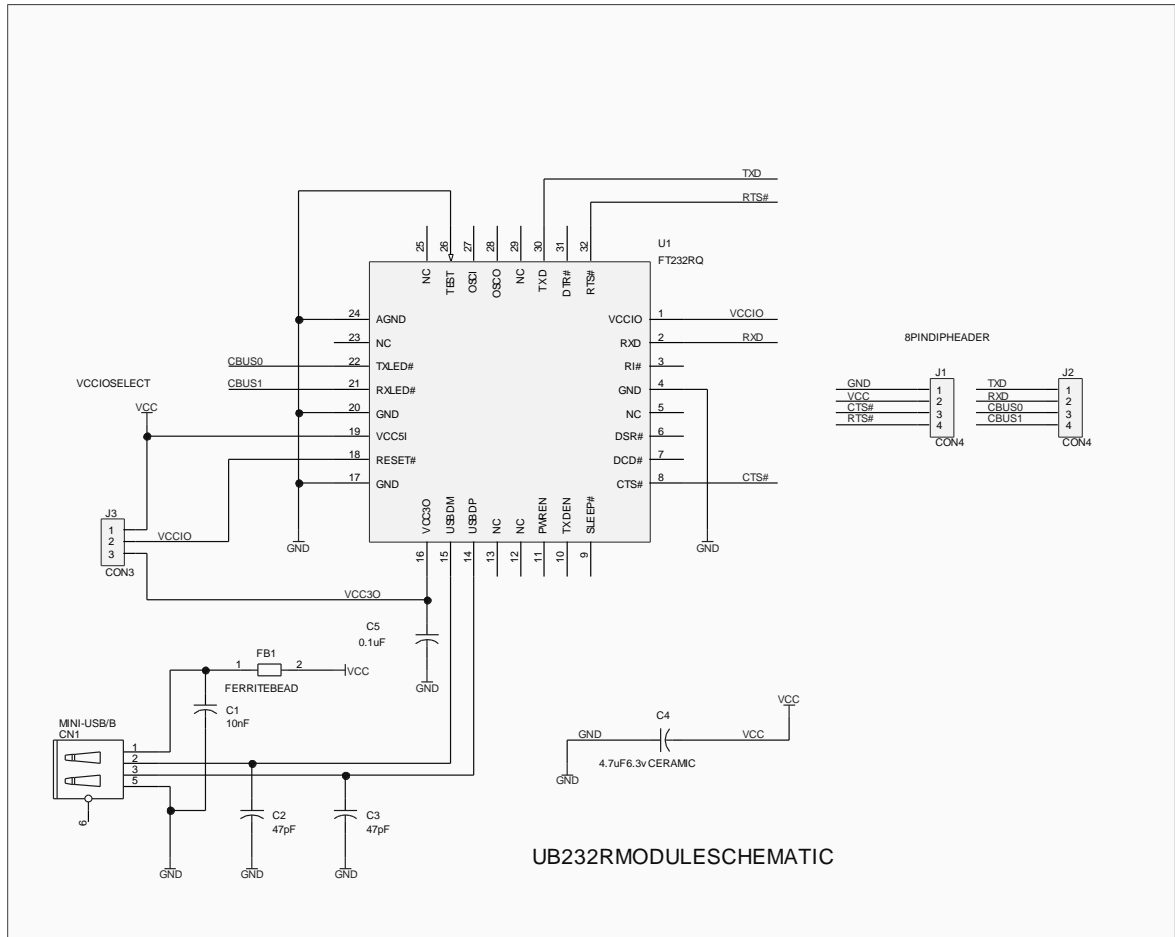 TXD
RTS#
25
26
27
28
29
30
31
32
U1
FT232RQ
NC
TEST
OSCI
OSCO
NC
TXD
DTR#
RTS#
24 AGND
VCCIO 1 VCCIO
23 NC
RXD 2 RXD
8PINDIPHEADER
CBUS0 22 TXLED#
RI# 3
J1
J2
VCCIOSELECT
CBUS1 21 RXLED#
GND 4
GND 1
TXD 1
VCC
VCC 2
RXD 2
20 GND
NC 5
CTS# 3
CBUS0 3
RTS# 4
CBUS1 4
19 VCC5I
DSR# 6
CON4
CON4
18 RESET#
DCD# 7
17 GND
CTS# 8 CTS#
J3
1
2 VCCIO
3
CON3
VCC3O
USBDM
USBDP
NC
NC
PWREN
TXDEN
SLEEP#
GND
GND
16
15
14
13
12
11
10
9
VCC3O
C5
0.1uF
FB1
1 2
VCC
FERRITEBEAD
GND
C1
10nF
VCC
MINI-USB/B
CN1
C4
GND VCC
1
2
3
5
4.7uF6.3vCERAMIC
GND
6
C2
47pF
C3
47pF
GND
GND
GND
UB232RMODULESCHEMATIC